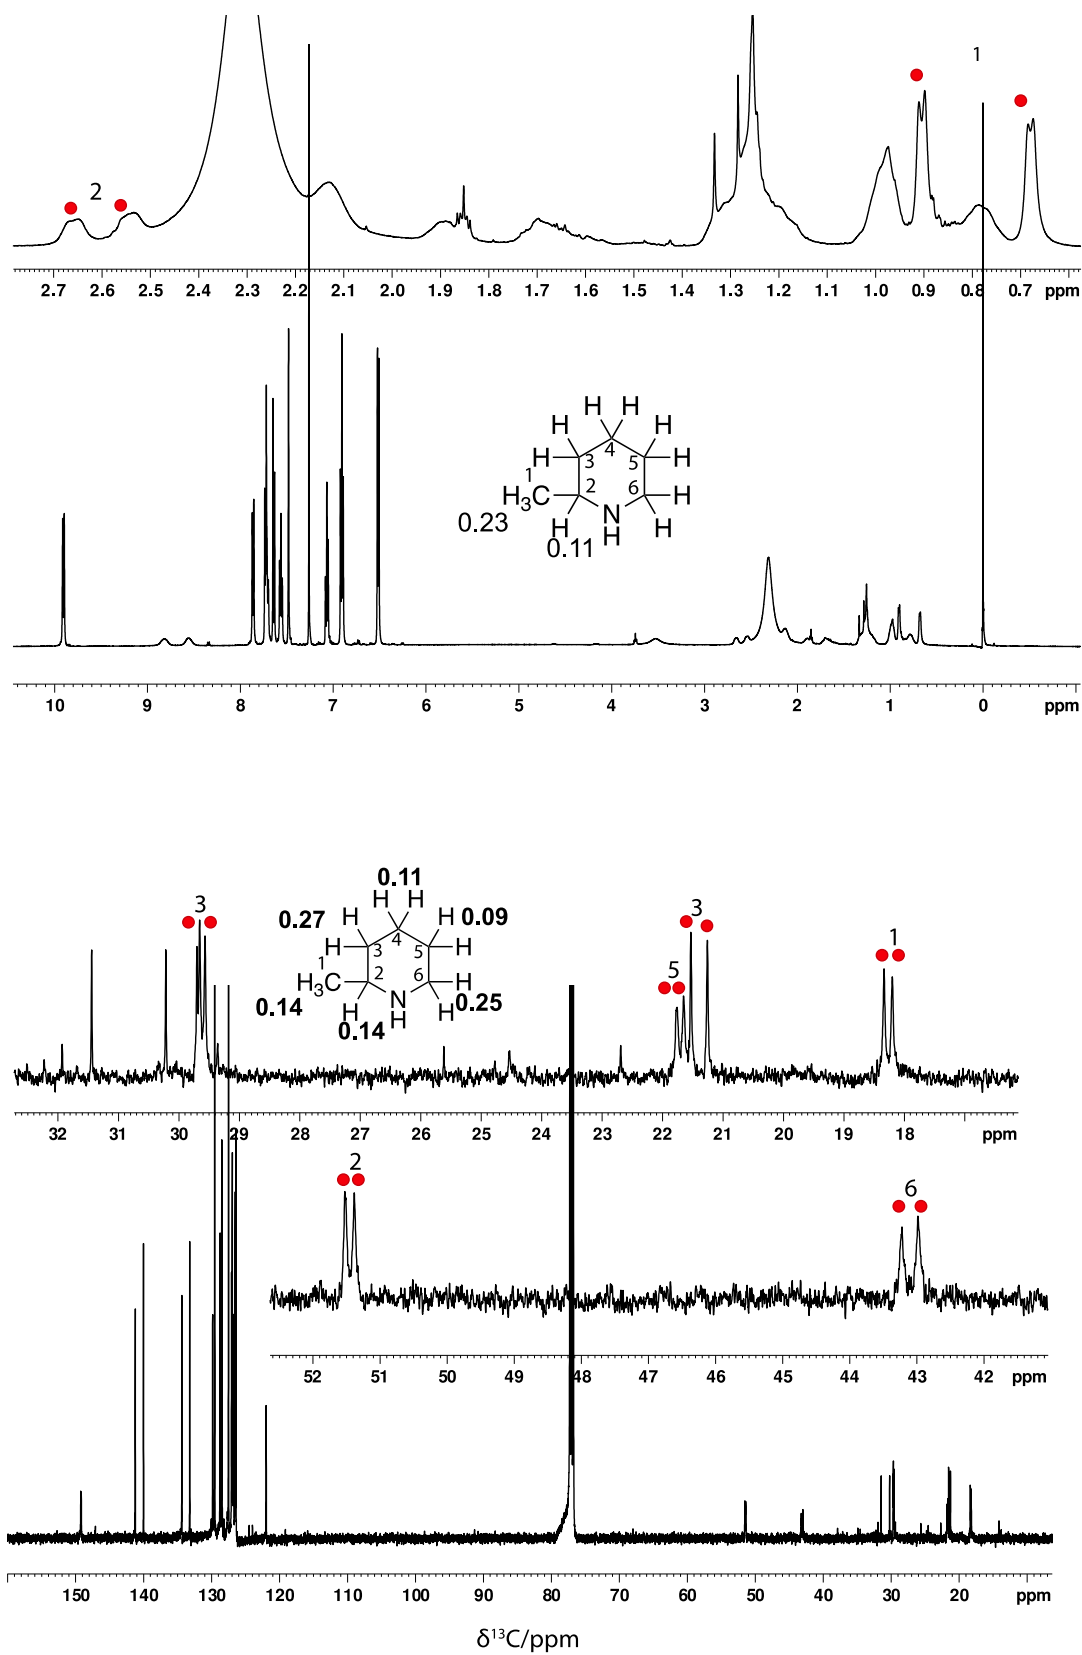 1
2
2.7 2.6 2.5 2.4 2.3 2.2 2.1 2.0 1.9 1.8 1.7 1.6 1.5 1.4 1.3 1.2 1.1 1.0 0.9 0.8 0.7 ppm
H H
H H
4
H 3 5 H
1
H₃C 2 6 H
0.23 H N H
0.11 H
10 9 8 7 6 5 4 3 2 1 0 ppm
0.11
3 H H 3
0.27 H H 0.09
4
H 3 5 H 1
1
H₃C 2 6 H 5
0.14 H N H 0.25
0.14 H
32 31 30 29 28 27 26 25 24 23 22 21 20 19 18 ppm
2
6
52 51 50 49 48 47 46 45 44 43 42 ppm
150 140 130 120 110 100 90 80 70 60 50 40 30 20 ppm
δ¹³C/ppm